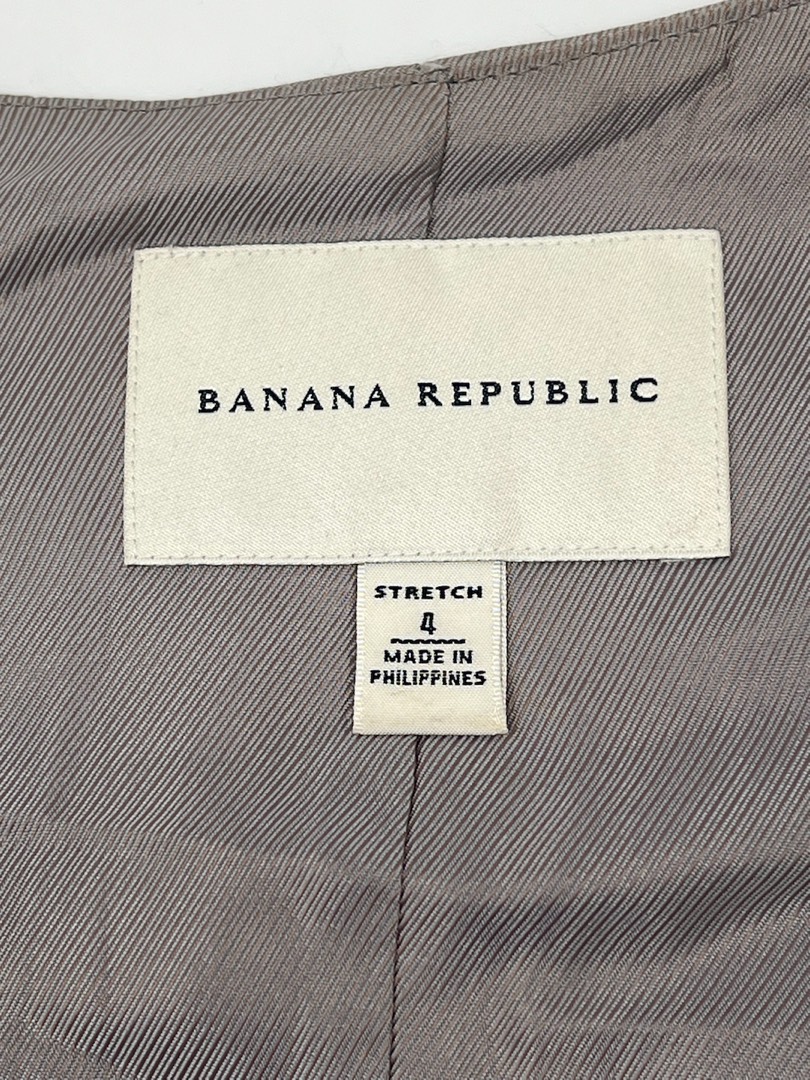 BANANA REPUBLIC
STRETCH
4
MADE IN
PHILIPPINES